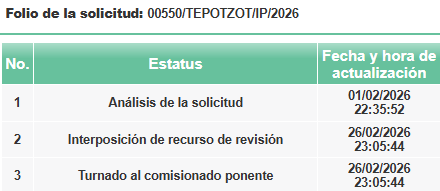 Folio de la solicitud: 00550/TEPOTZOT/IP/2026
No. Estatus Fecha y hora de actualización
1 Análisis de la solicitud 01/02/2026 22:35:52
2 Interposición de recurso de revisión 26/02/2026 23:05:44
3 Turnado al comisionado ponente 26/02/2026 23:05:44